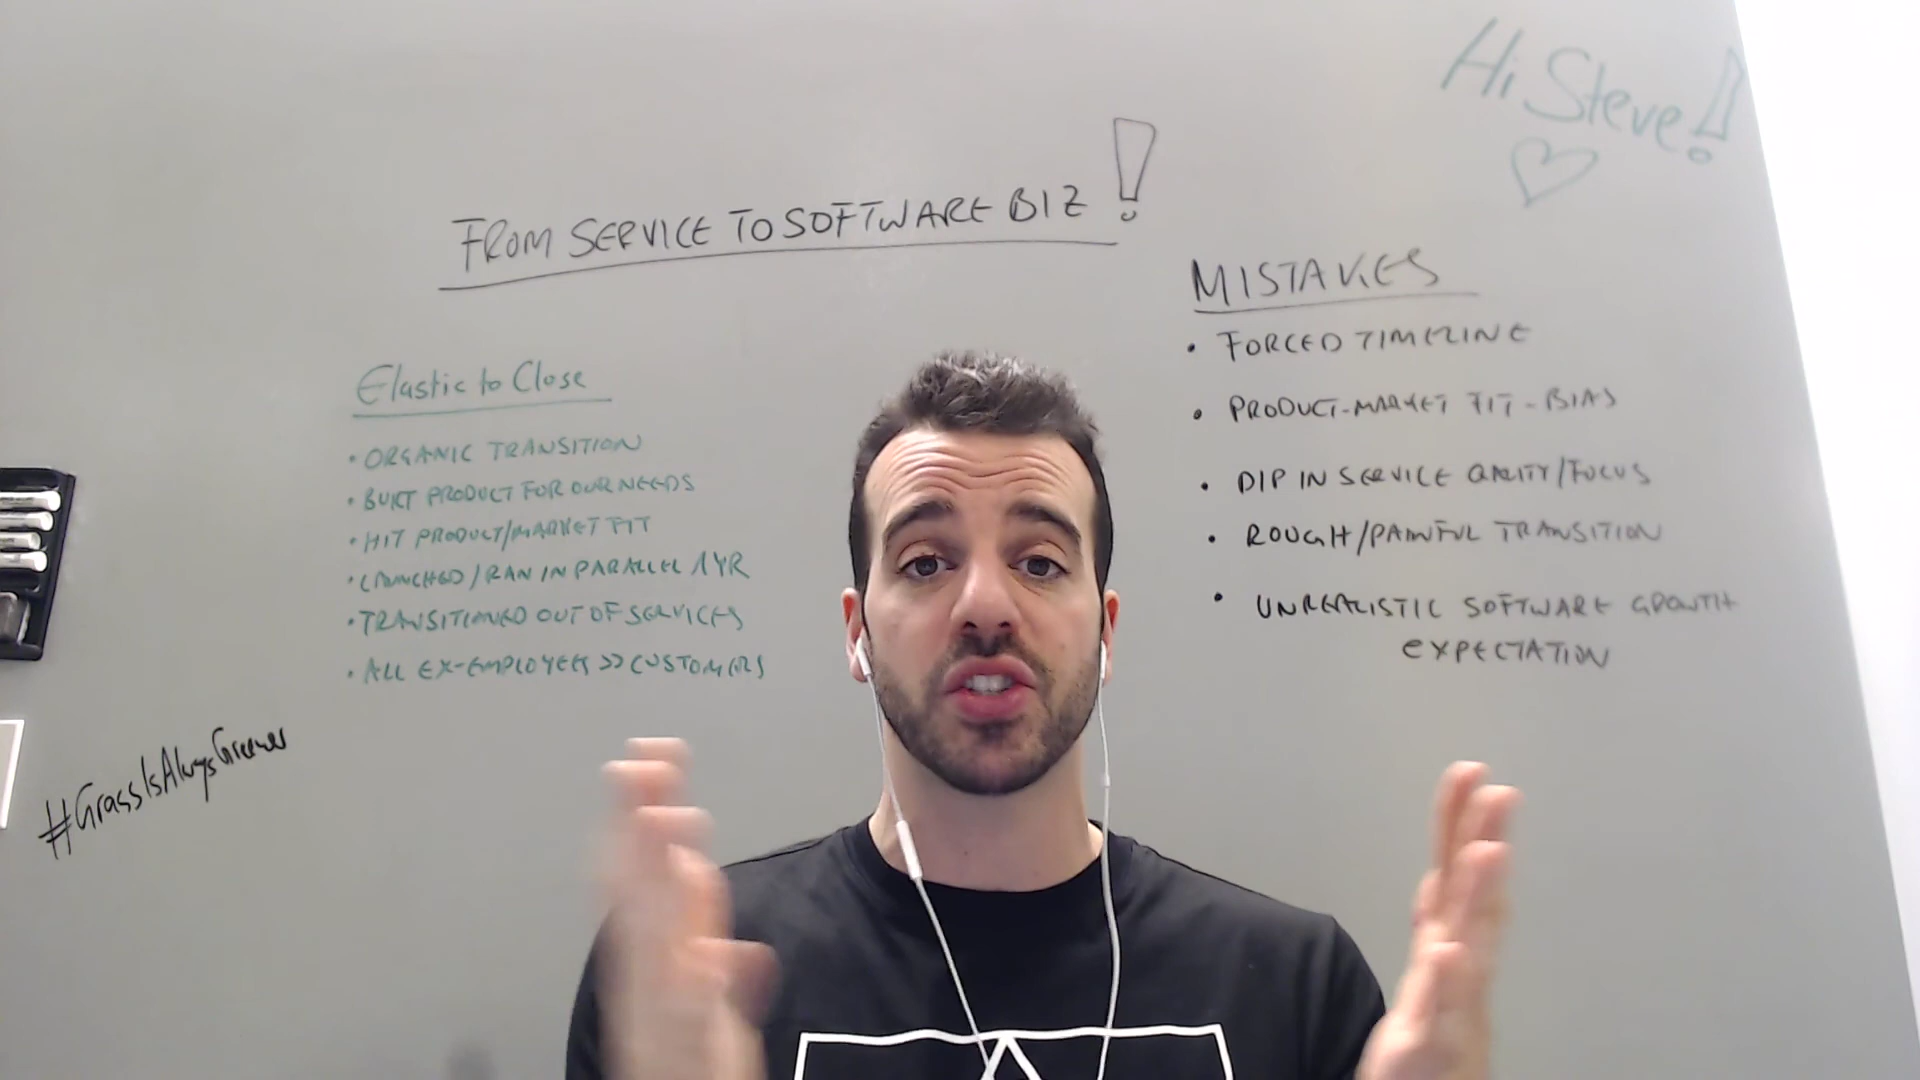 Hi Steve!
FROM SERVICE TO SOFTWARE BIZ!
Elastic to Close
• ORGANIC TRANSITION
• BUILT PRODUCT FOR OUR NEEDS
• HIT PRODUCT/MARKET FIT
• LAUNCHED/RAN IN PARALLEL 1YR
• TRANSITIONED OUT OF SERVICES
• ALL EX-EMPLOYEES >> CUSTOMERS
MISTAKES
• FORCED TIMELINE
• PRODUCT-MARKET FIT-BIAS
• DIP IN SERVICE QALITY/FOCUS
• ROUGH/PAINFUL TRANSITION
• UNREALISTIC SOFTWARE GROWTH
EXPECTATION
#GrassIsAlwaysGreener